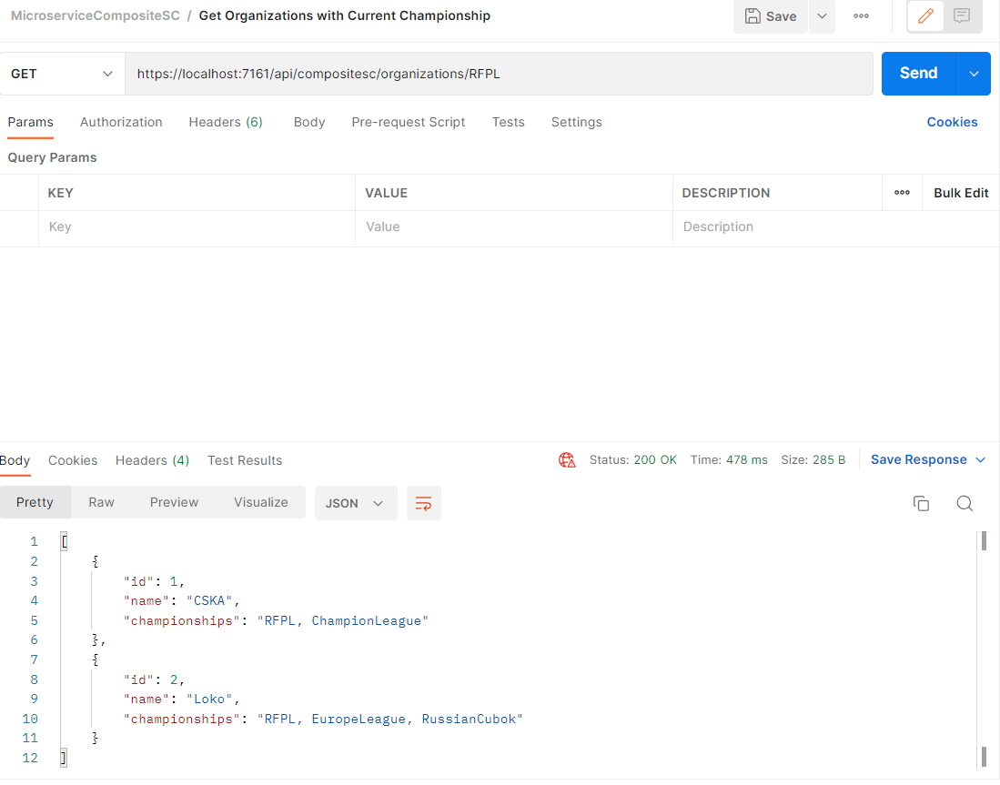 MicroserviceCompositeSC / Get Organizations with Current Championship
Save
GET https://localhost:7161/api/compositesc/organizations/RFPL Send
Params Authorization Headers (6) Body Pre-request Script Tests Settings Cookies
Query Params
KEY VALUE DESCRIPTION Bulk Edit
Key Value Description
Body Cookies Headers (4) Test Results Status: 200 OK Time: 478 ms Size: 285 B Save Response
Pretty Raw Preview Visualize JSON
1 [
2 {
3 "id": 1,
4 "name": "CSKA",
5 "championships": "RFPL, ChampionLeague"
6 },
7 {
8 "id": 2,
9 "name": "Loko",
10 "championships": "RFPL, EuropeLeague, RussianCubok"
11 }
12 ]